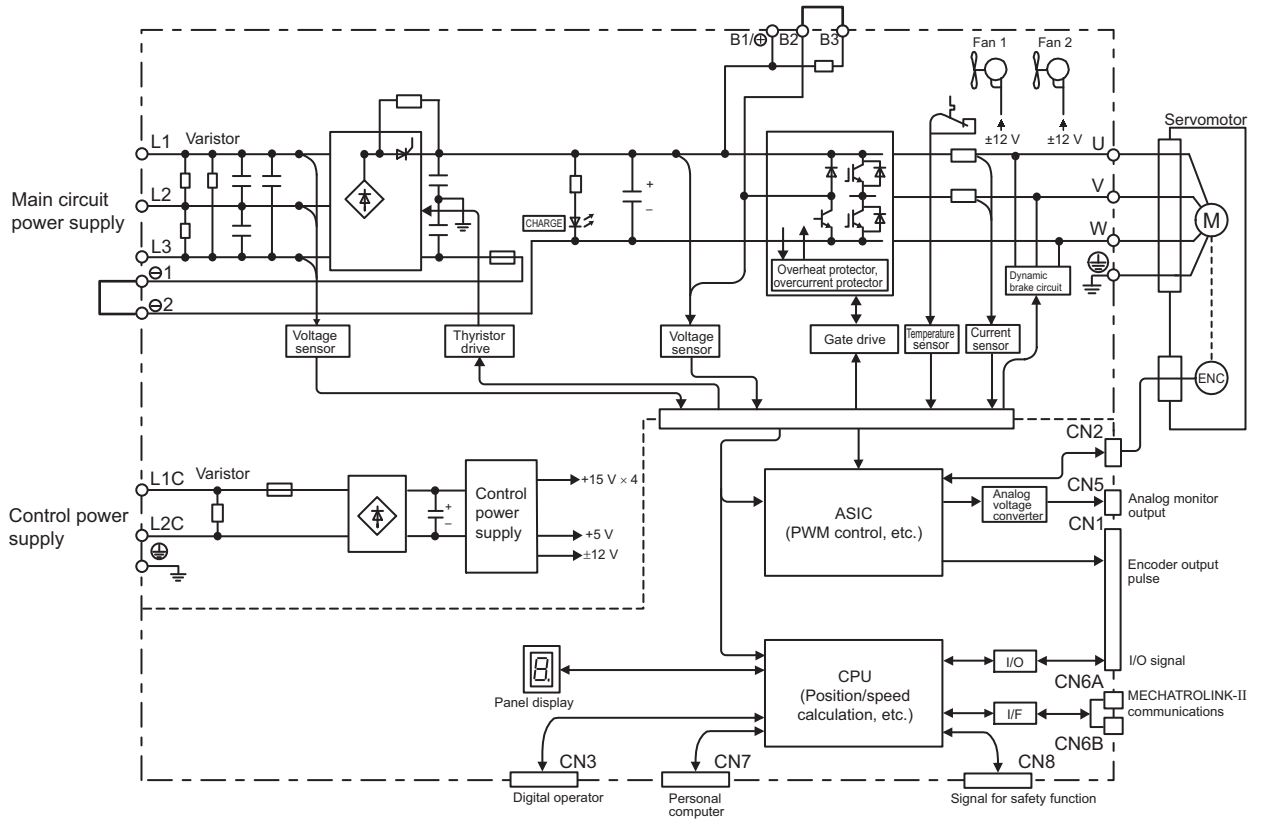 B1/⊕ B2 B3
Fan 1 Fan 2
±12 V ±12 V
Servomotor
L1 Varistor
U
L2
V
Main circuit
power supply
CHARGE
+
–
W
M
L3
⊖1
⊖2
Overheat protector,
overcurrent protector
Dynamic
brake circuit
Voltage
sensor
Thyristor
drive
Voltage
sensor
Gate drive
Temperature
sensor
Current
sensor
ENC
CN2
L1C Varistor
Control power
supply
L2C
+
–
Control
power
supply
+15 V × 4
+5 V
±12 V
ASIC
(PWM control, etc.)
Analog
voltage
converter
CN5
Analog monitor
output
CN1
Encoder output
pulse
8.
Panel display
CPU
(Position/speed
calculation, etc.)
I/O
I/O signal
CN6A
I/F
MECHATROLINK-II
communications
CN6B
CN3
CN7
CN8
Digital operator
Personal
computer
Signal for safety function